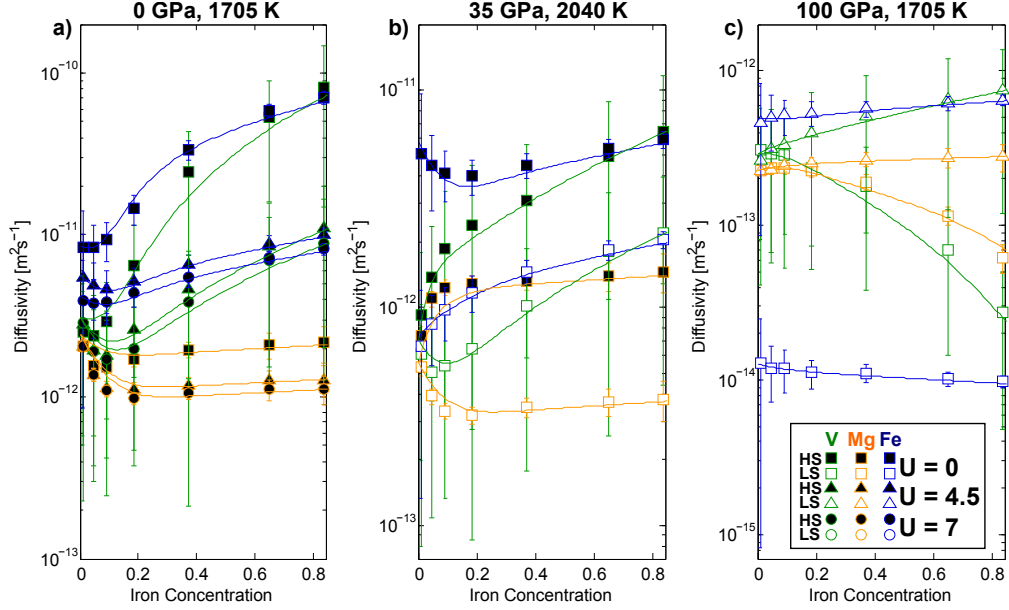 0 GPa, 1705 K
35 GPa, 2040 K
100 GPa, 1705 K
a)
b)
c)
Diffusivity [m²s⁻¹]
10⁻¹⁰
10⁻¹¹
10⁻¹²
10⁻¹³
0 0.2 0.4 0.6 0.8
Iron Concentration
Diffusivity [m²s⁻¹]
10⁻¹¹
10⁻¹²
10⁻¹³
0 0.2 0.4 0.6 0.8
Iron Concentration
Diffusivity [m²s⁻¹]
10⁻¹²
10⁻¹³
10⁻¹⁴
10⁻¹⁵
0 0.2 0.4 0.6 0.8
Iron Concentration
V Mg Fe
HS
LS
U = 0
HS
LS
U = 4.5
HS
LS
U = 7